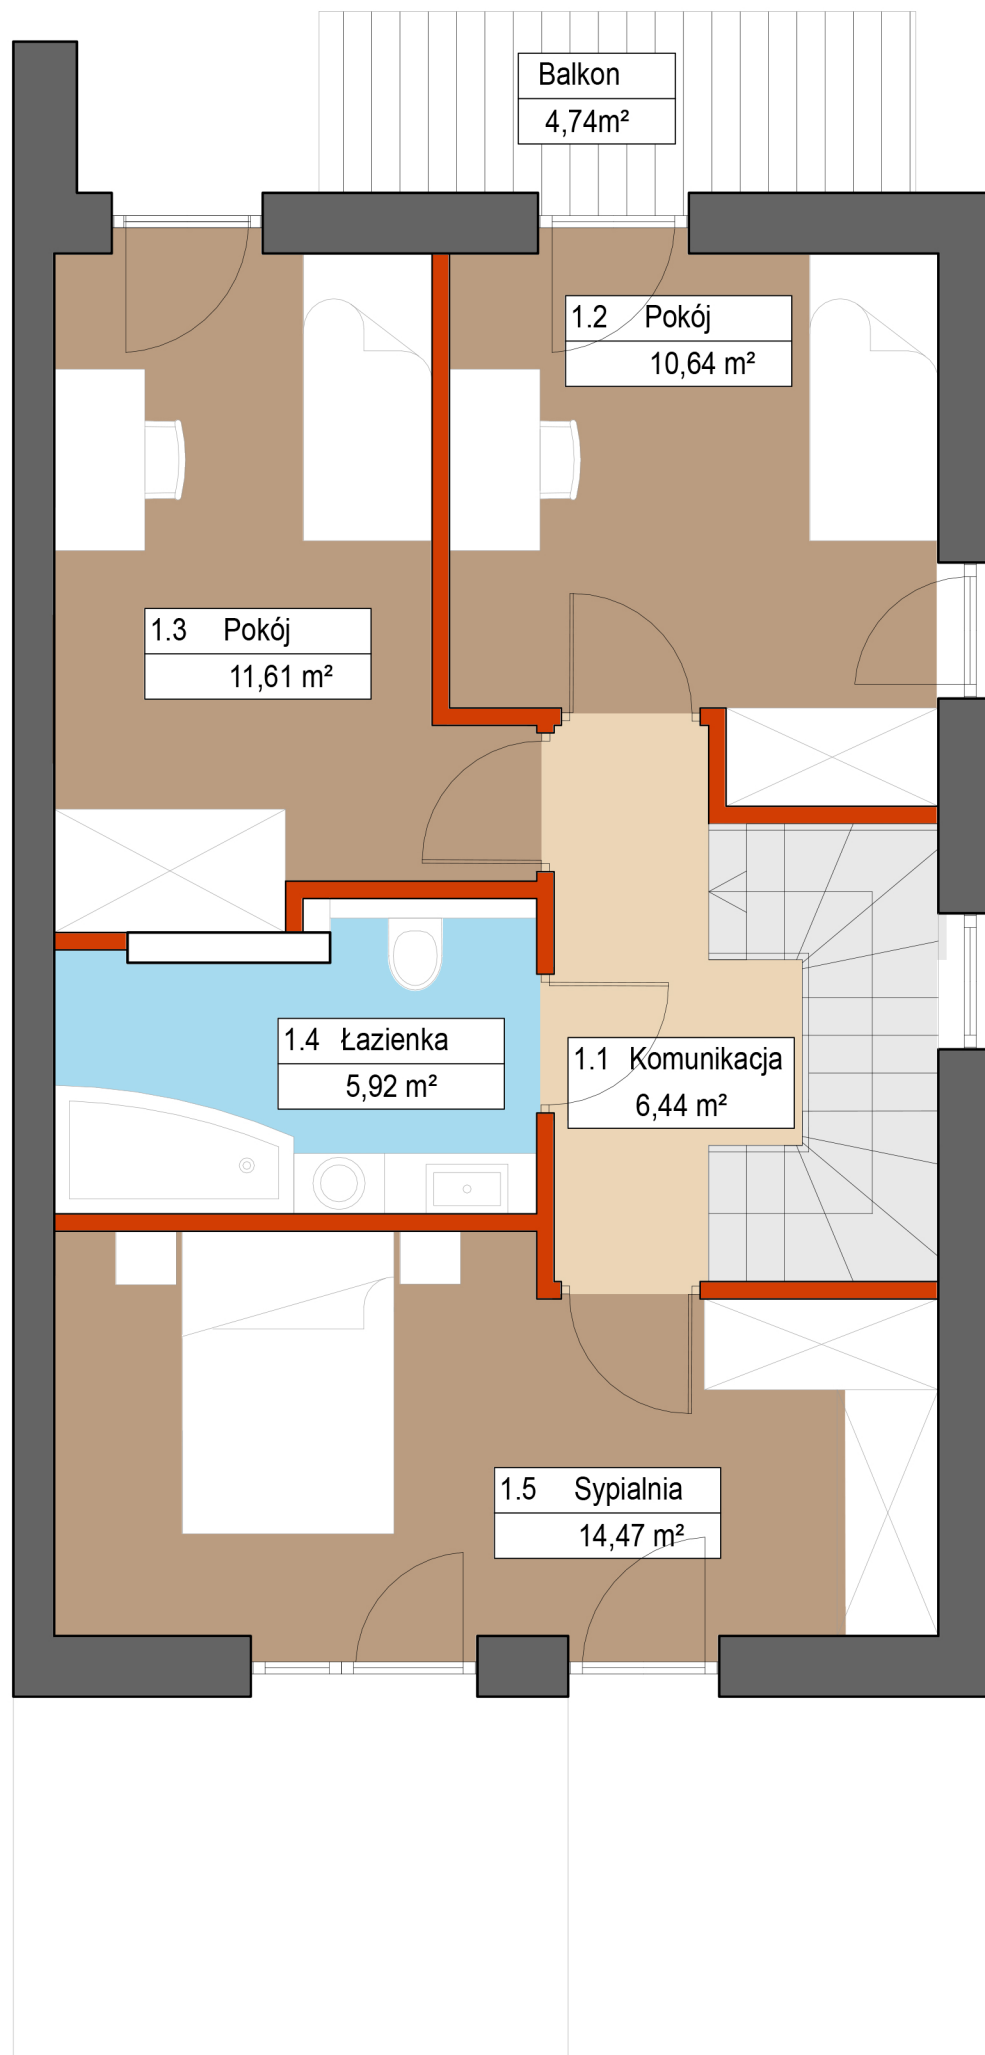 Balkon
4,74m²
1.2 Pokój
10,64 m²
1.3 Pokój
11,61 m²
1.4 Łazienka
5,92 m²
1.1 Komunikacja
6,44 m²
1.5 Sypialnia
14,47 m²